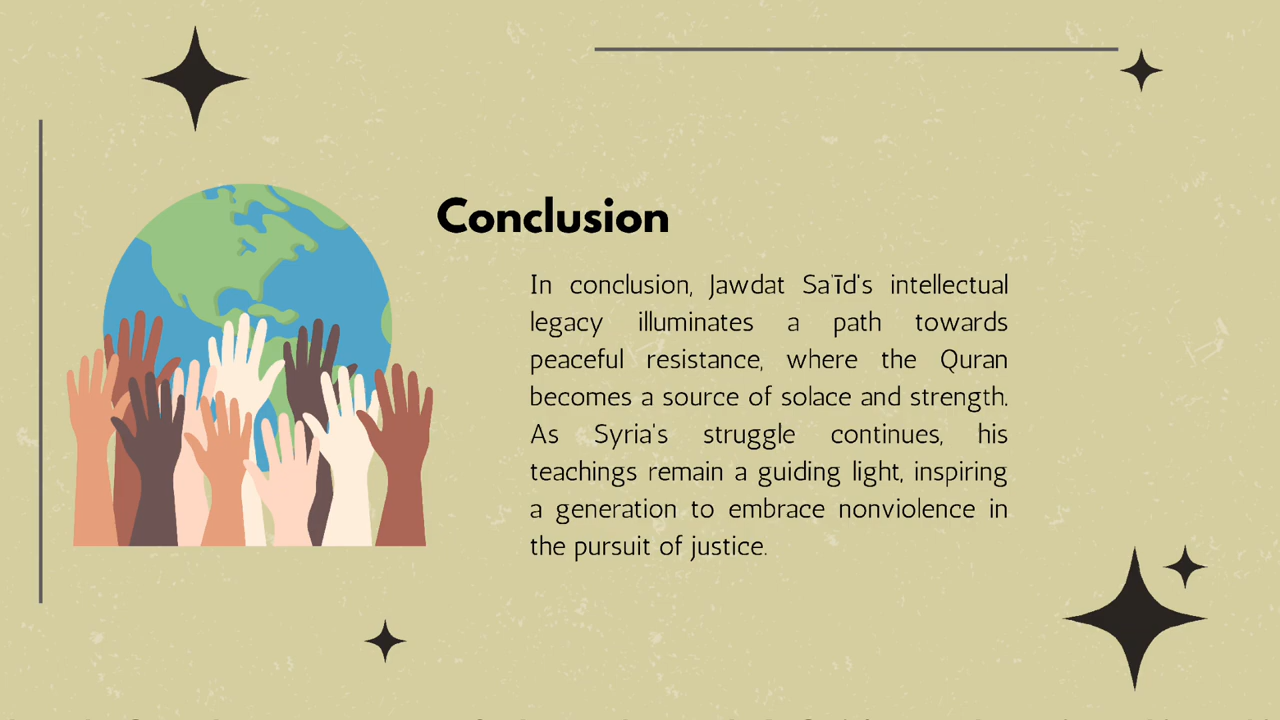 Conclusion
In conclusion, Jawdat Sa'īd's intellectual
legacy illuminates a path towards
peaceful resistance, where the Quran
becomes a source of solace and strength.
As Syria's struggle continues, his
teachings remain a guiding light, inspiring
a generation to embrace nonviolence in
the pursuit of justice.